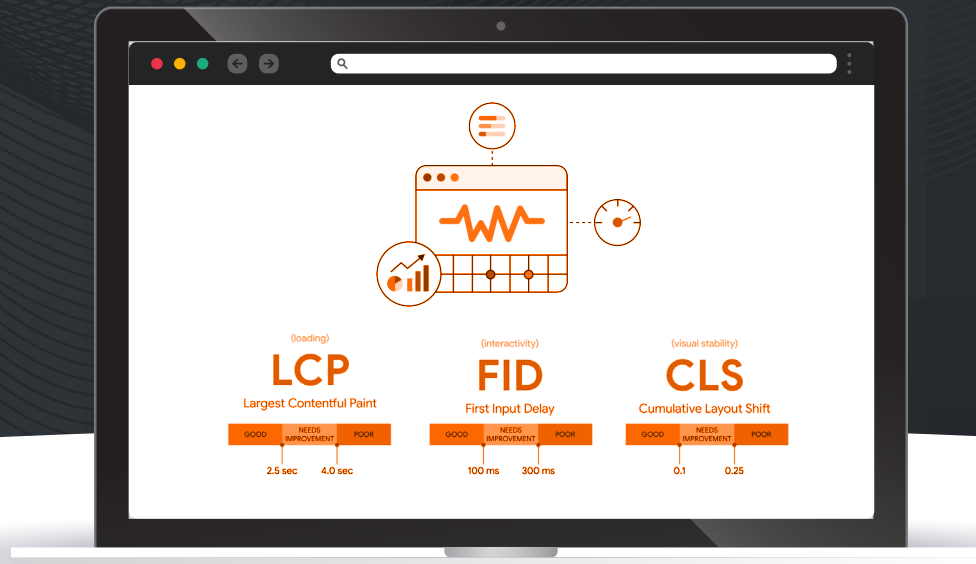 (loading)
LCP
Largest Contentful Paint
GOOD
NEEDS
IMPROVEMENT
POOR
2.5 sec
4.0 sec
(interactivity)
FID
First Input Delay
GOOD
NEEDS
IMPROVEMENT
POOR
100 ms
300 ms
(visual stability)
CLS
Cumulative Layout Shift
GOOD
NEEDS
IMPROVEMENT
POOR
0.1
0.25